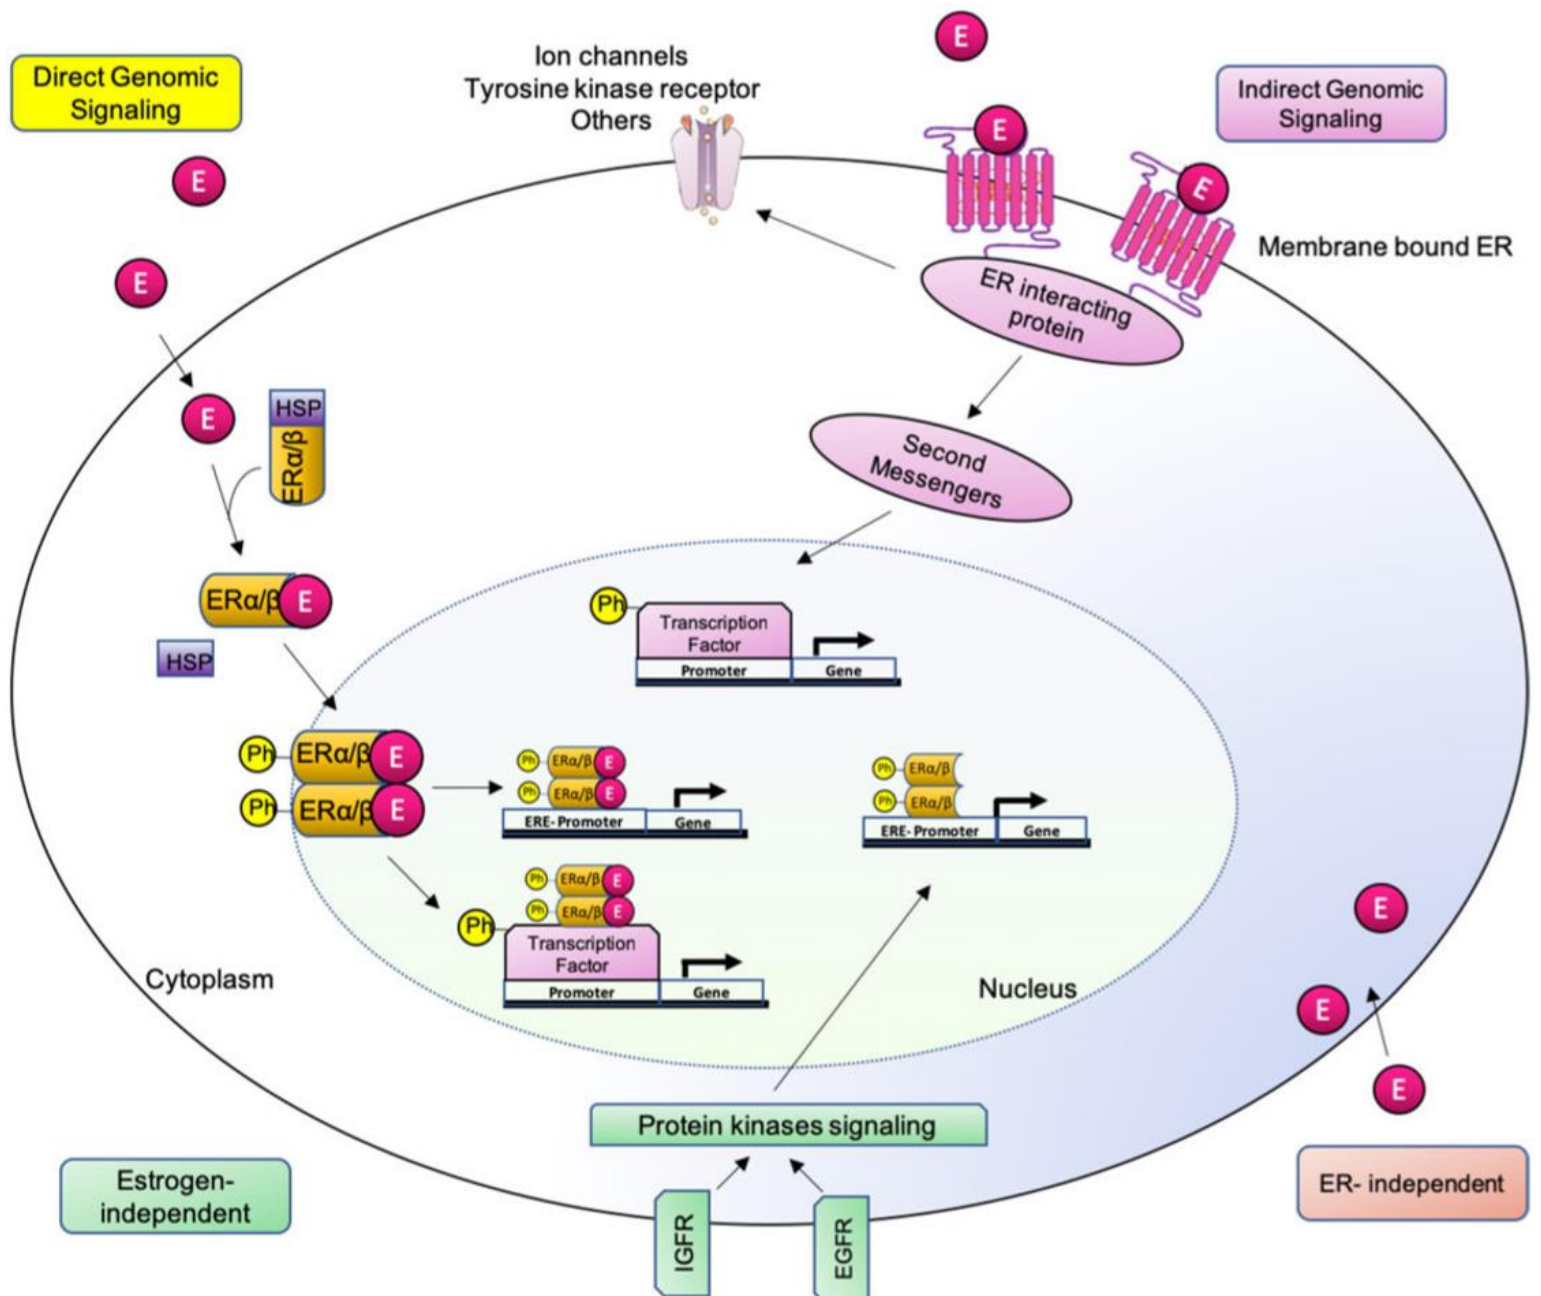 Direct Genomic
Signaling
Ion channels
Tyrosine kinase receptor
Others
E
Indirect Genomic
Signaling
E
E
E
E
E
Membrane bound ER
ER interacting
protein
E
HSP
ERα/β
Second
Messengers
ERα/β E
HSP
Ph
Transcription
Factor
Promoter Gene
Ph ERα/β E
Ph ERα/β E
Ph ERα/β E
Ph ERα/β E
ERE- Promoter Gene
Ph ERα/β
Ph ERα/β
ERE- Promoter Gene
Ph ERα/β E
Ph ERα/β E
Ph
Transcription
Factor
Promoter Gene
Cytoplasm
Nucleus
E
E
E
Protein kinases signaling
IGFR
EGFR
Estrogen-
independent
ER- independent